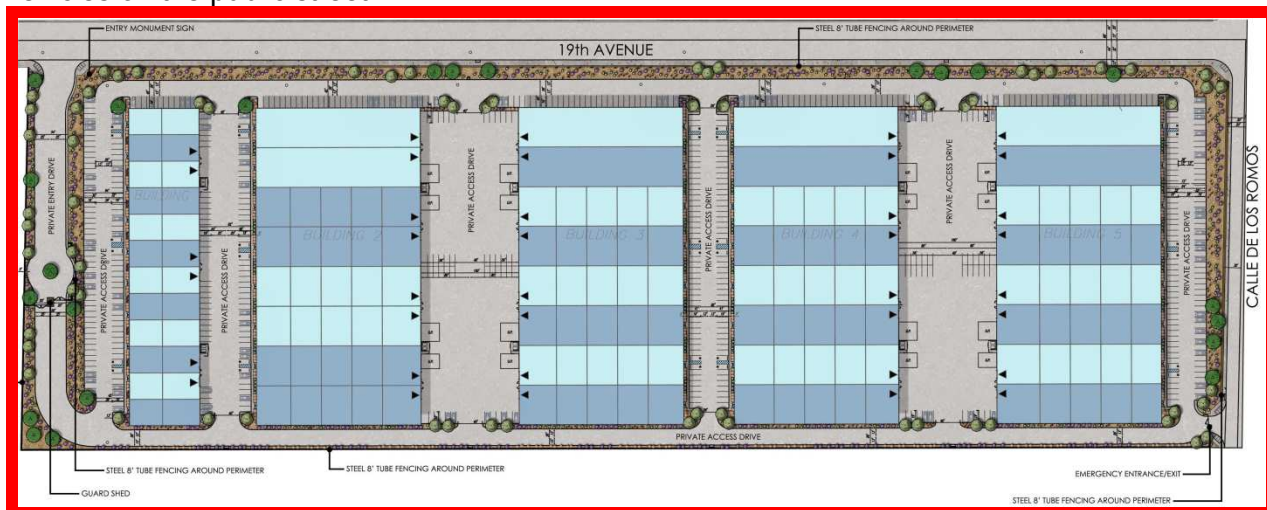 ENTRY MONUMENT SIGN
STEEL 8' TUBE FENCING AROUND PERIMETER
19th AVENUE
PRIVATE ENTRY DRIVE
PRIVATE ACCESS DRIVE
PRIVATE ACCESS DRIVE
PRIVATE ACCESS DRIVE
PRIVATE ACCESS DRIVE
PRIVATE ACCESS DRIVE
PRIVATE ACCESS DRIVE
CALLE DE LOS ROMOS
BUILDING
BUILDING 2
BUILDING 3
BUILDING 4
BUILDING 5
PRIVATE ACCESS DRIVE
STEEL 8' TUBE FENCING AROUND PERIMETER
STEEL 8' TUBE FENCING AROUND PERIMETER
EMERGENCY ENTRANCE/EXIT
GUARD SHED
STEEL 8' TUBE FENCING AROUND PERIMETER